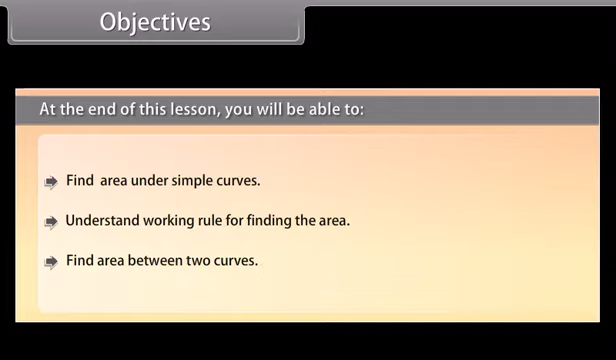 Objectives
At the end of this lesson, you will be able to:
Find area under simple curves.
Understand working rule for finding the area.
Find area between two curves.